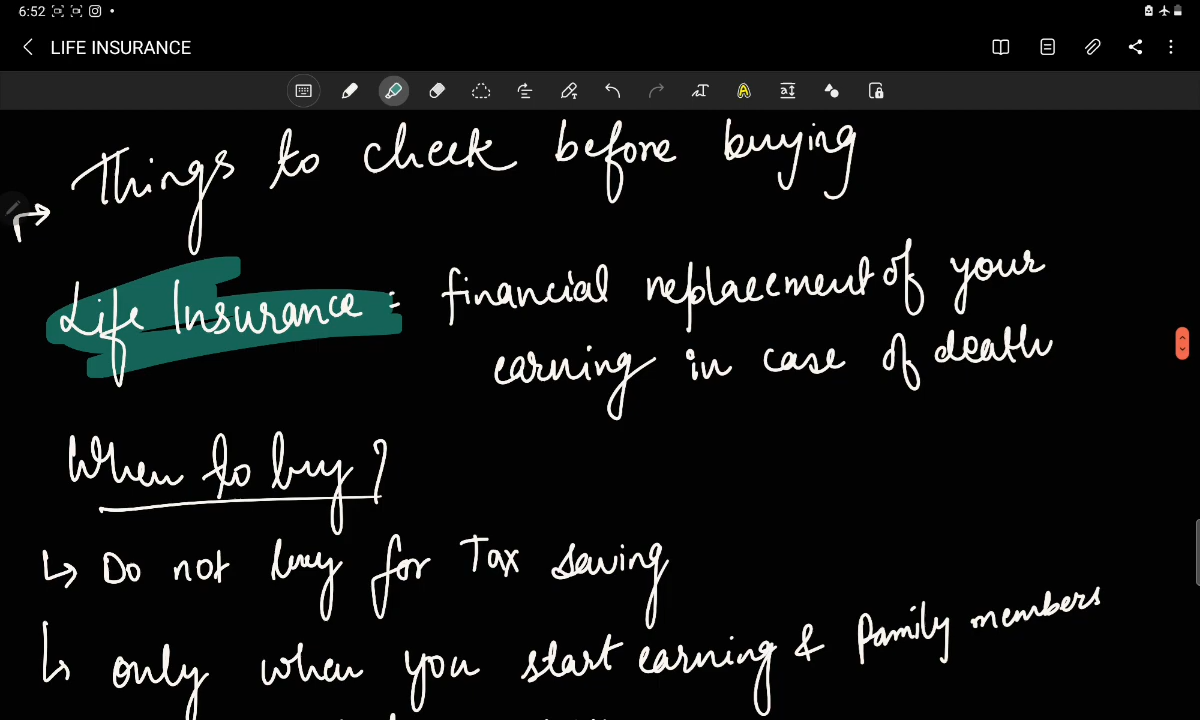 6:52
LIFE INSURANCE
Things to check before buying
Life Insurance = financial replacement of your
earning in case of death
When to buy?
↳ Do not buy for Tax saving
↳ only when you start earning & family members